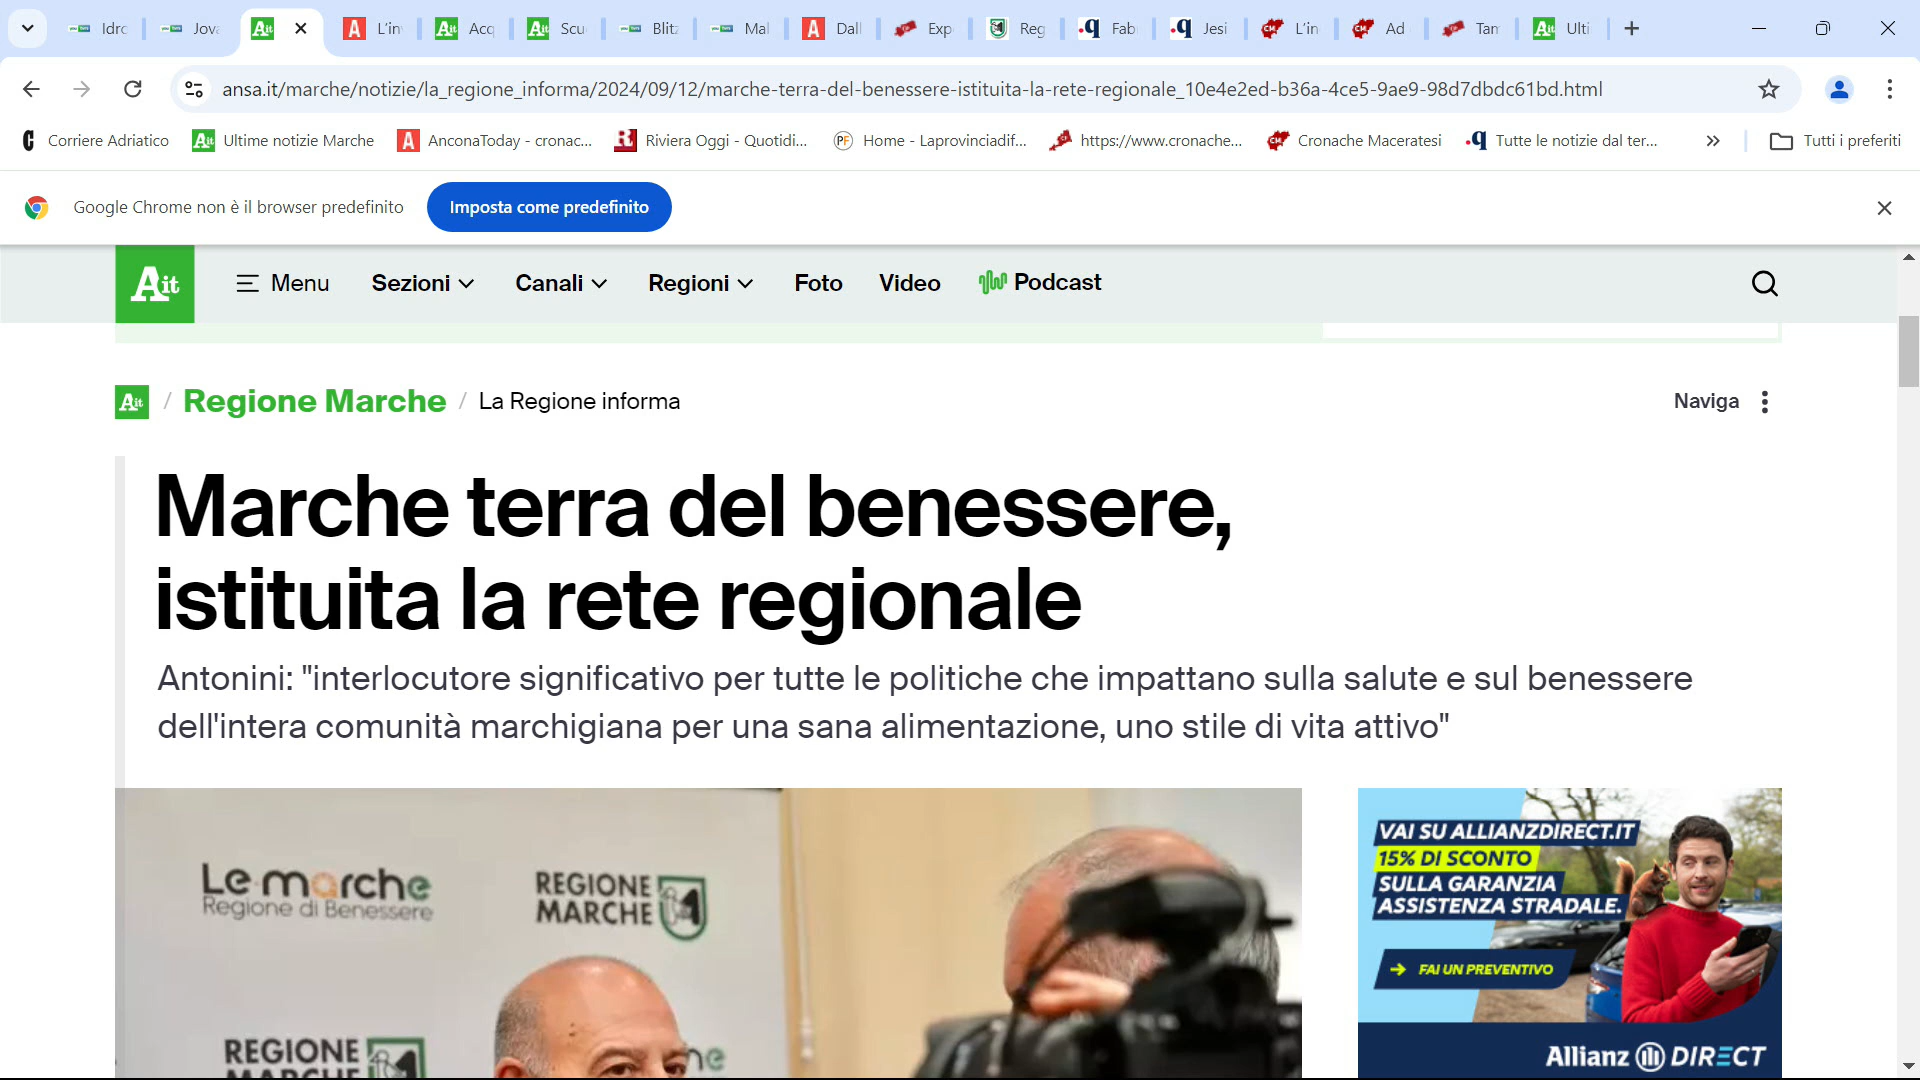 Idro
Jova
L'in
Acq
Scu
Blitz
Mal
Dall
Exp
Reg
Fab
Jesi
L'in
Ad
Tam
Ulti
ansa.it/marche/notizie/la_regione_informa/2024/09/12/marche-terra-del-benessere-istituita-la-rete-regionale_10e4e2ed-b36a-4ce5-9ae9-98d7dbdc61bd.html
Corriere Adriatico
Ultime notizie Marche
AnconaToday - cronac...
Riviera Oggi - Quotidi...
Home - Laprovinciadif...
https://www.cronache...
Cronache Maceratesi
Tutte le notizie dal ter...
Tutti i preferiti
Google Chrome non è il browser predefinito
Imposta come predefinito
Ait
Menu
Sezioni
Canali
Regioni
Foto
Video
Podcast
Ait / Regione Marche / La Regione informa
Naviga
Marche terra del benessere,
istituita la rete regionale
Antonini: "interlocutore significativo per tutte le politiche che impattano sulla salute e sul benessere
dell'intera comunità marchigiana per una sana alimentazione, uno stile di vita attivo"
Le marche
Regione di Benessere
REGIONE
MARCHE
REGIONE
MARCHE
VAI SU ALLIANZDIRECT.IT
15% DI SCONTO
SULLA GARANZIA
ASSISTENZA STRADALE.
FAI UN PREVENTIVO
Allianz DIRECT